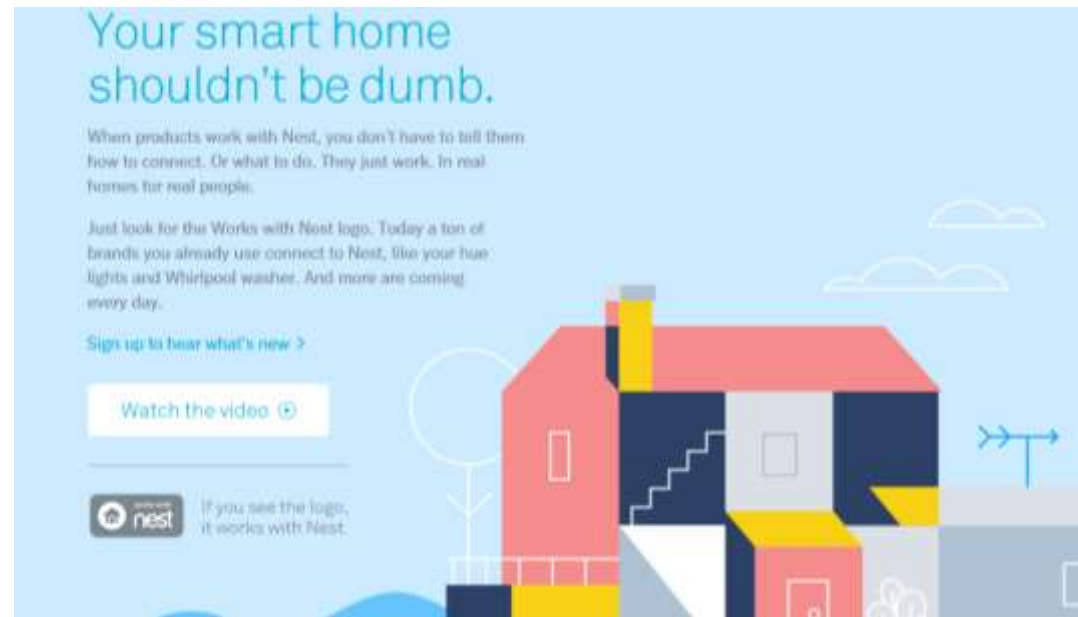 Your smart home
shouldn't be dumb.
When products work with Nest, you don't have to tell them
how to connect. Or what to do. They just work. In real
homes for real people.
Just look for the Works with Nest logo. Today a ton of
brands you already use connect to Nest, like your hue
lights and Whirlpool washer. And more are coming
every day.
Sign up to hear what's new >
Watch the video
nest
If you see the logo,
it works with Nest.